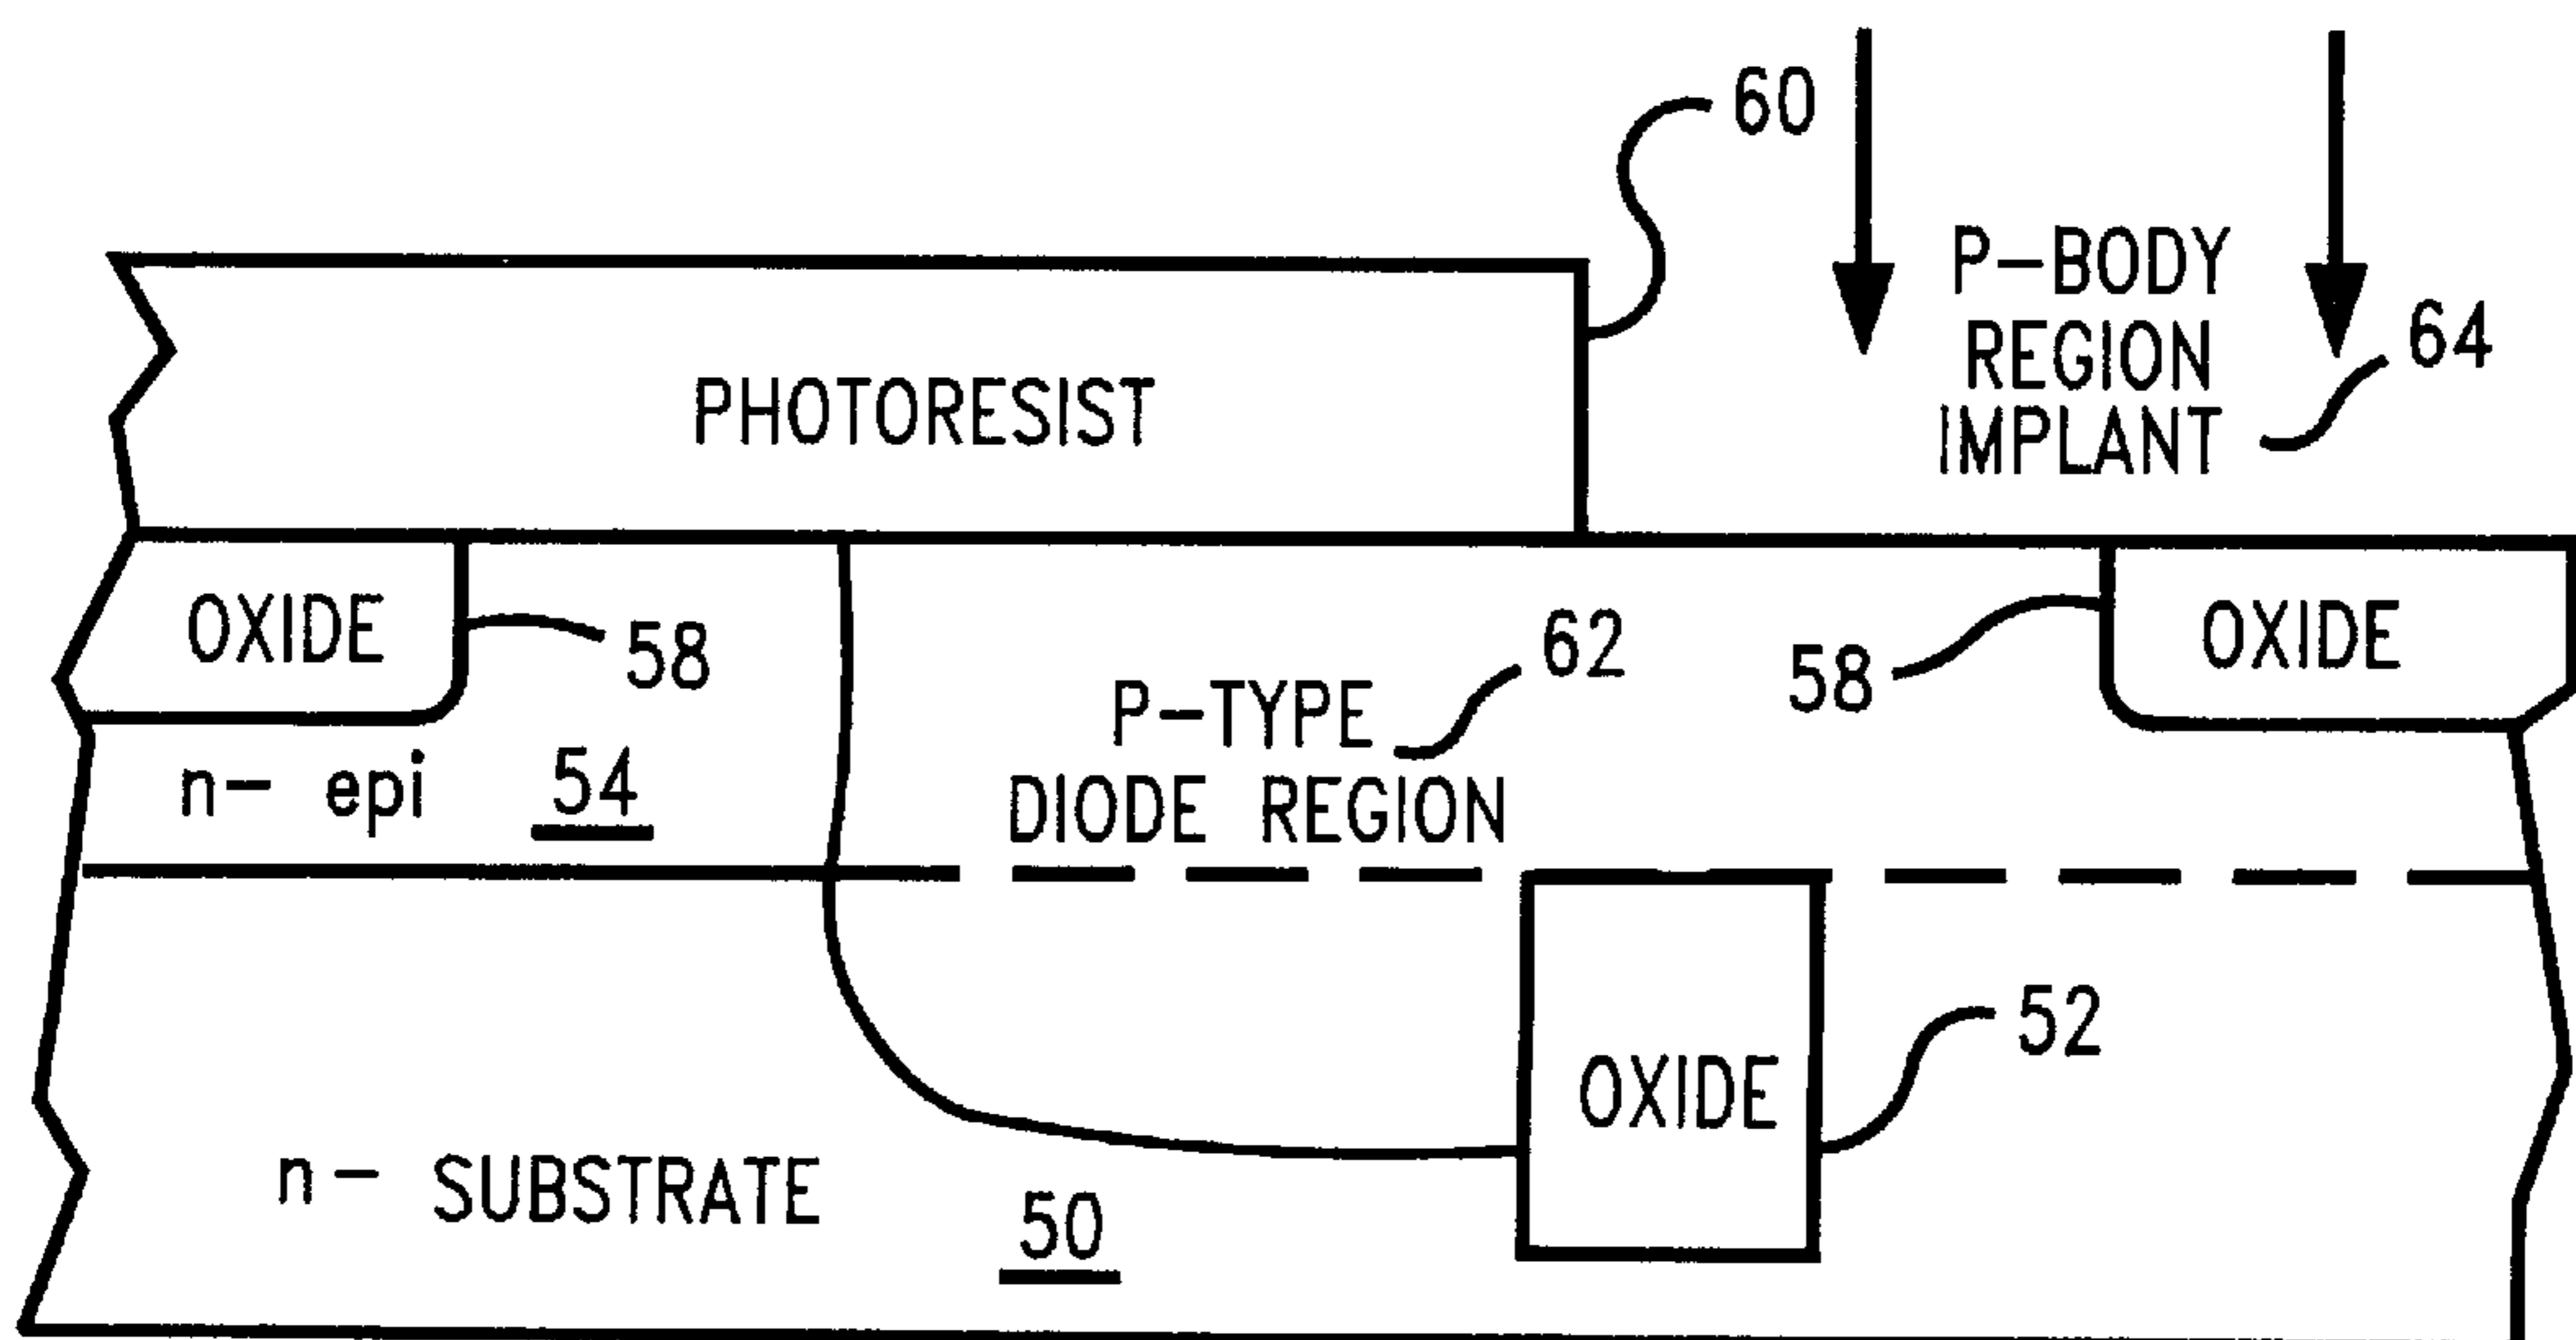 60
P-BODY
REGION
IMPLANT
64
PHOTORESIST
OXIDE
58
62
P-TYPE
DIODE REGION
58
OXIDE
n- epi
54
52
OXIDE
n- SUBSTRATE
50